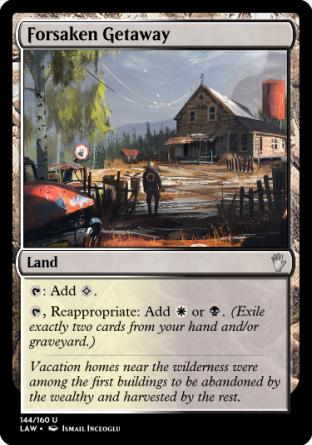 Forsaken Getaway
Land
: Add .
, Reappropriate: Add or . (Exile
exactly two cards from your hand and/or
graveyard.)
Vacation homes near the wilderness were
among the first buildings to be abandoned by
the wealthy and harvested by the rest.
144/160 U
LAW • Ismail Inceoglu